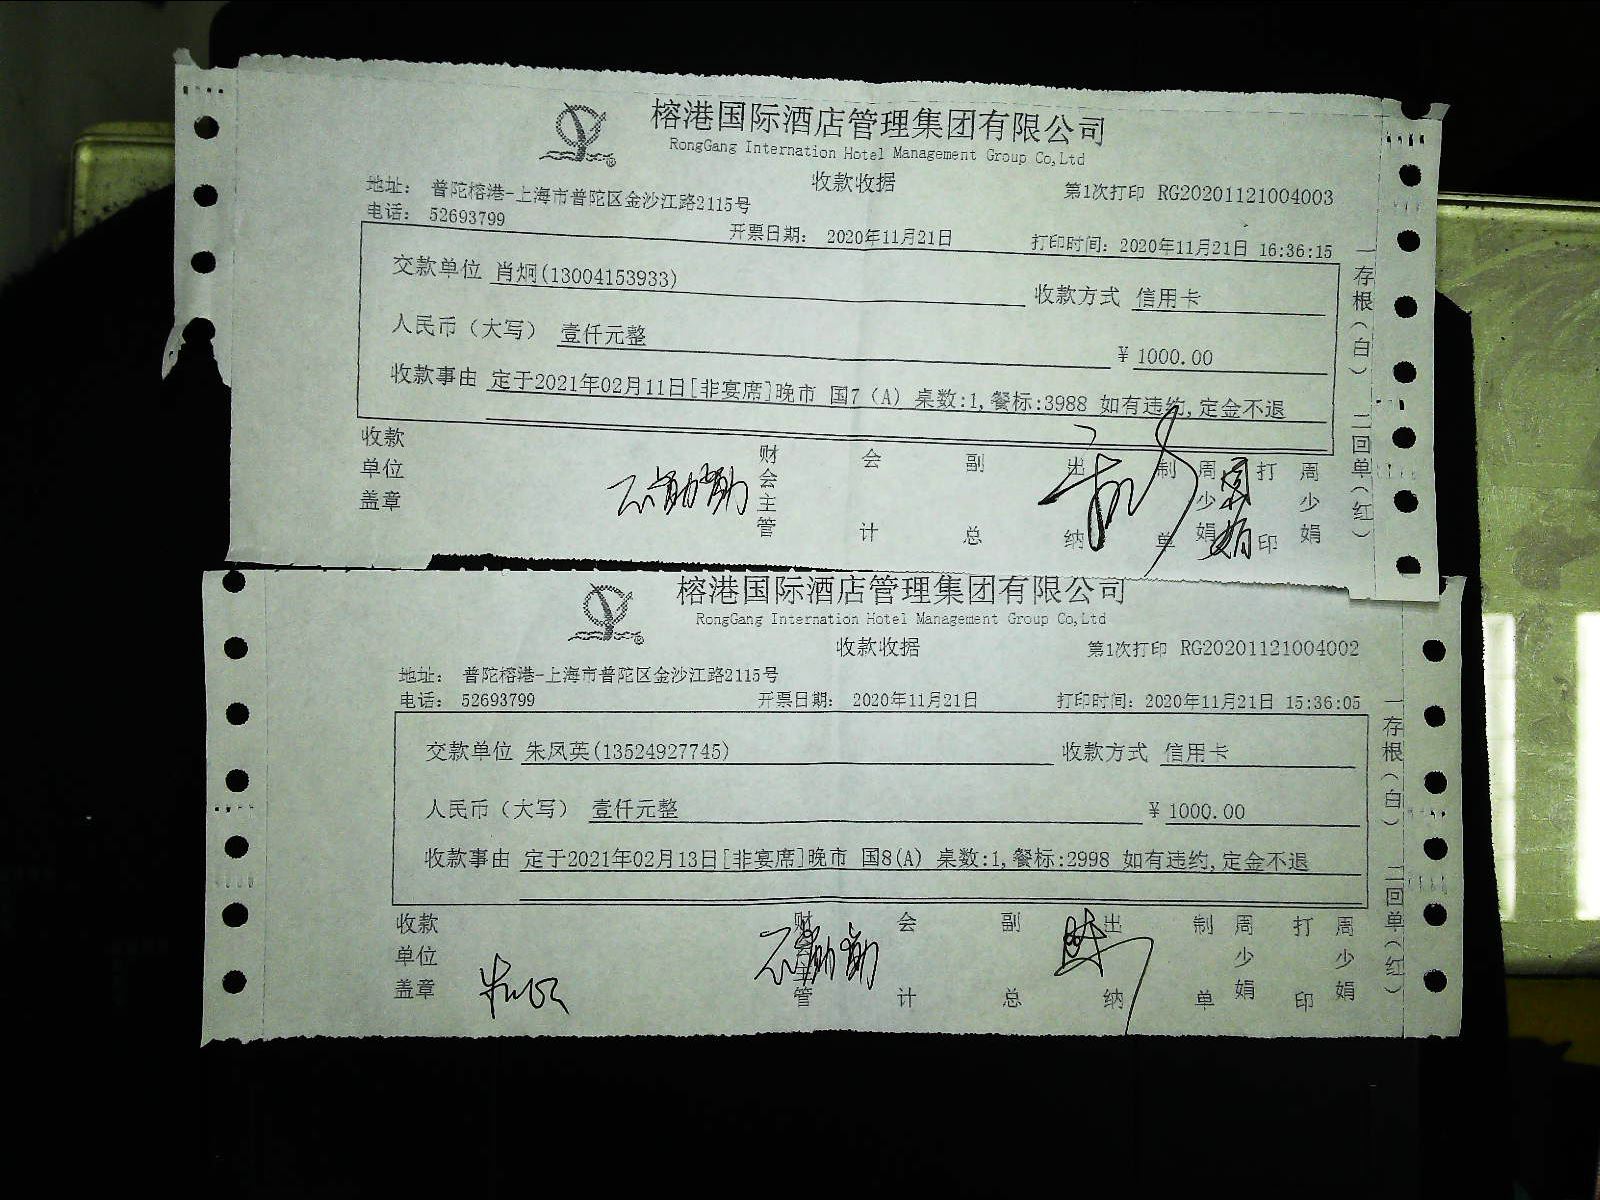 榕港国际酒店管理集团有限公司
RongGang Internation Hotel Management Group Co,Ltd
收款收据
第1次打印 RG20201121004003
地址: 普陀榕港-上海市普陀区金沙江路2115号
电话: 52693799
开票日期: 2020年11月21日
打印时间: 2020年11月21日 16:36:15
交款单位 肖炯(13004153933)
收款方式 信用卡
人民币（大写） 壹仟元整
¥ 1000.00
收款事由 定于2021年02月11日[非宴席]晚市 国7（A） 桌数:1,餐标:3988 如有违约,定金不退
一存根(白) 二回单(红)
收款单位盖章
财会主管
会计
副总
出纳
制单 周少娟
打印 周少娟
榕港国际酒店管理集团有限公司
RongGang Internation Hotel Management Group Co,Ltd
收款收据
第1次打印 RG20201121004002
地址: 普陀榕港-上海市普陀区金沙江路2115号
电话: 52693799
开票日期: 2020年11月21日
打印时间: 2020年11月21日 15:36:05
交款单位 朱凤英(13524927745)
收款方式 信用卡
人民币（大写） 壹仟元整
¥ 1000.00
收款事由 定于2021年02月13日[非宴席]晚市 国8(A) 桌数:1,餐标:2998 如有违约,定金不退
一存根(白) 二回单(红)
收款单位盖章
财会主管
会计
副总
出纳
制单 周少娟
打印 周少娟